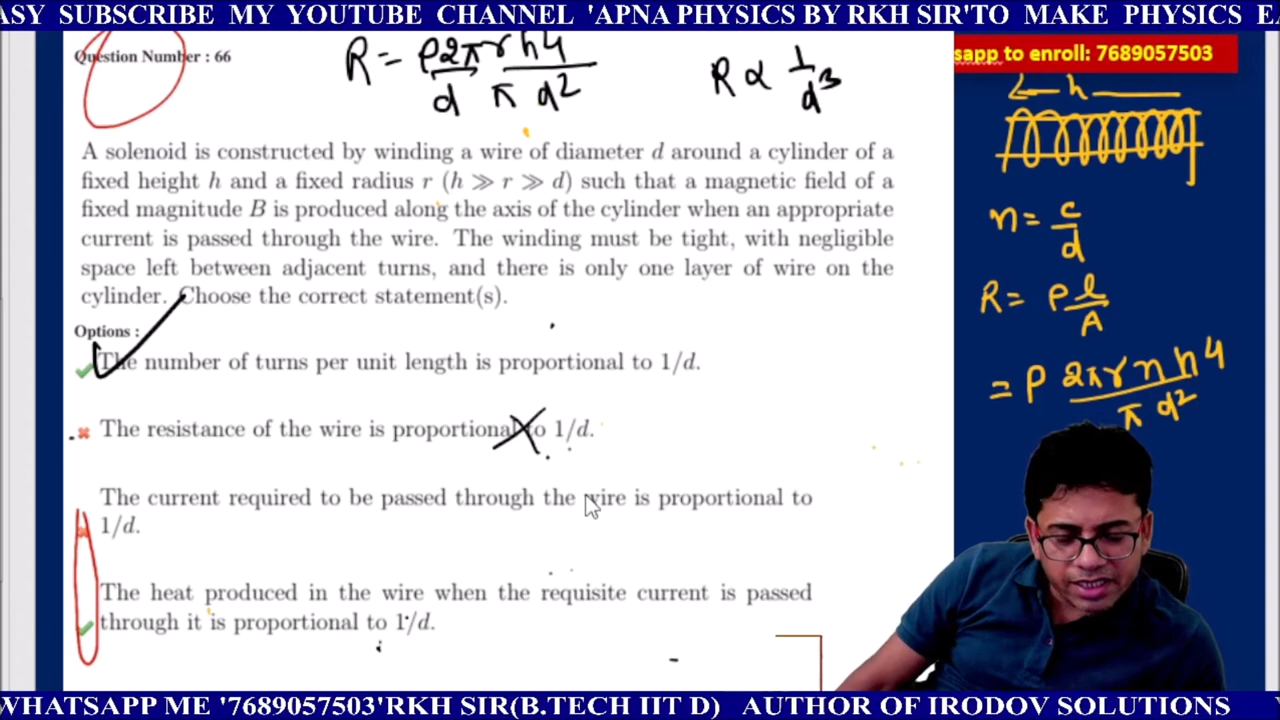 ASY SUBSCRIBE MY YOUTUBE CHANNEL 'APNA PHYSICS BY RKH SIR'TO MAKE PHYSICS E
sapp to enroll: 7689057503
Question Number : 66
R = ρ2πrh4
d π d²
R ∝ 1/d³
h
A solenoid is constructed by winding a wire of diameter d around a cylinder of a
fixed height h and a fixed radius r (h ≫ r ≫ d) such that a magnetic field of a
fixed magnitude B is produced along the axis of the cylinder when an appropriate
current is passed through the wire. The winding must be tight, with negligible
space left between adjacent turns, and there is only one layer of wire on the
cylinder. Choose the correct statement(s).
n = c/d
R = ρ l/A
= ρ 2πr n h 4
π d²
Options :
The number of turns per unit length is proportional to 1/d.
The resistance of the wire is proportional to 1/d.
The current required to be passed through the wire is proportional to
1/d.
The heat produced in the wire when the requisite current is passed
through it is proportional to 1/d.
WHATSAPP ME '7689057503'RKH SIR(B.TECH IIT D) AUTHOR OF IRODOV SOLUTIONS